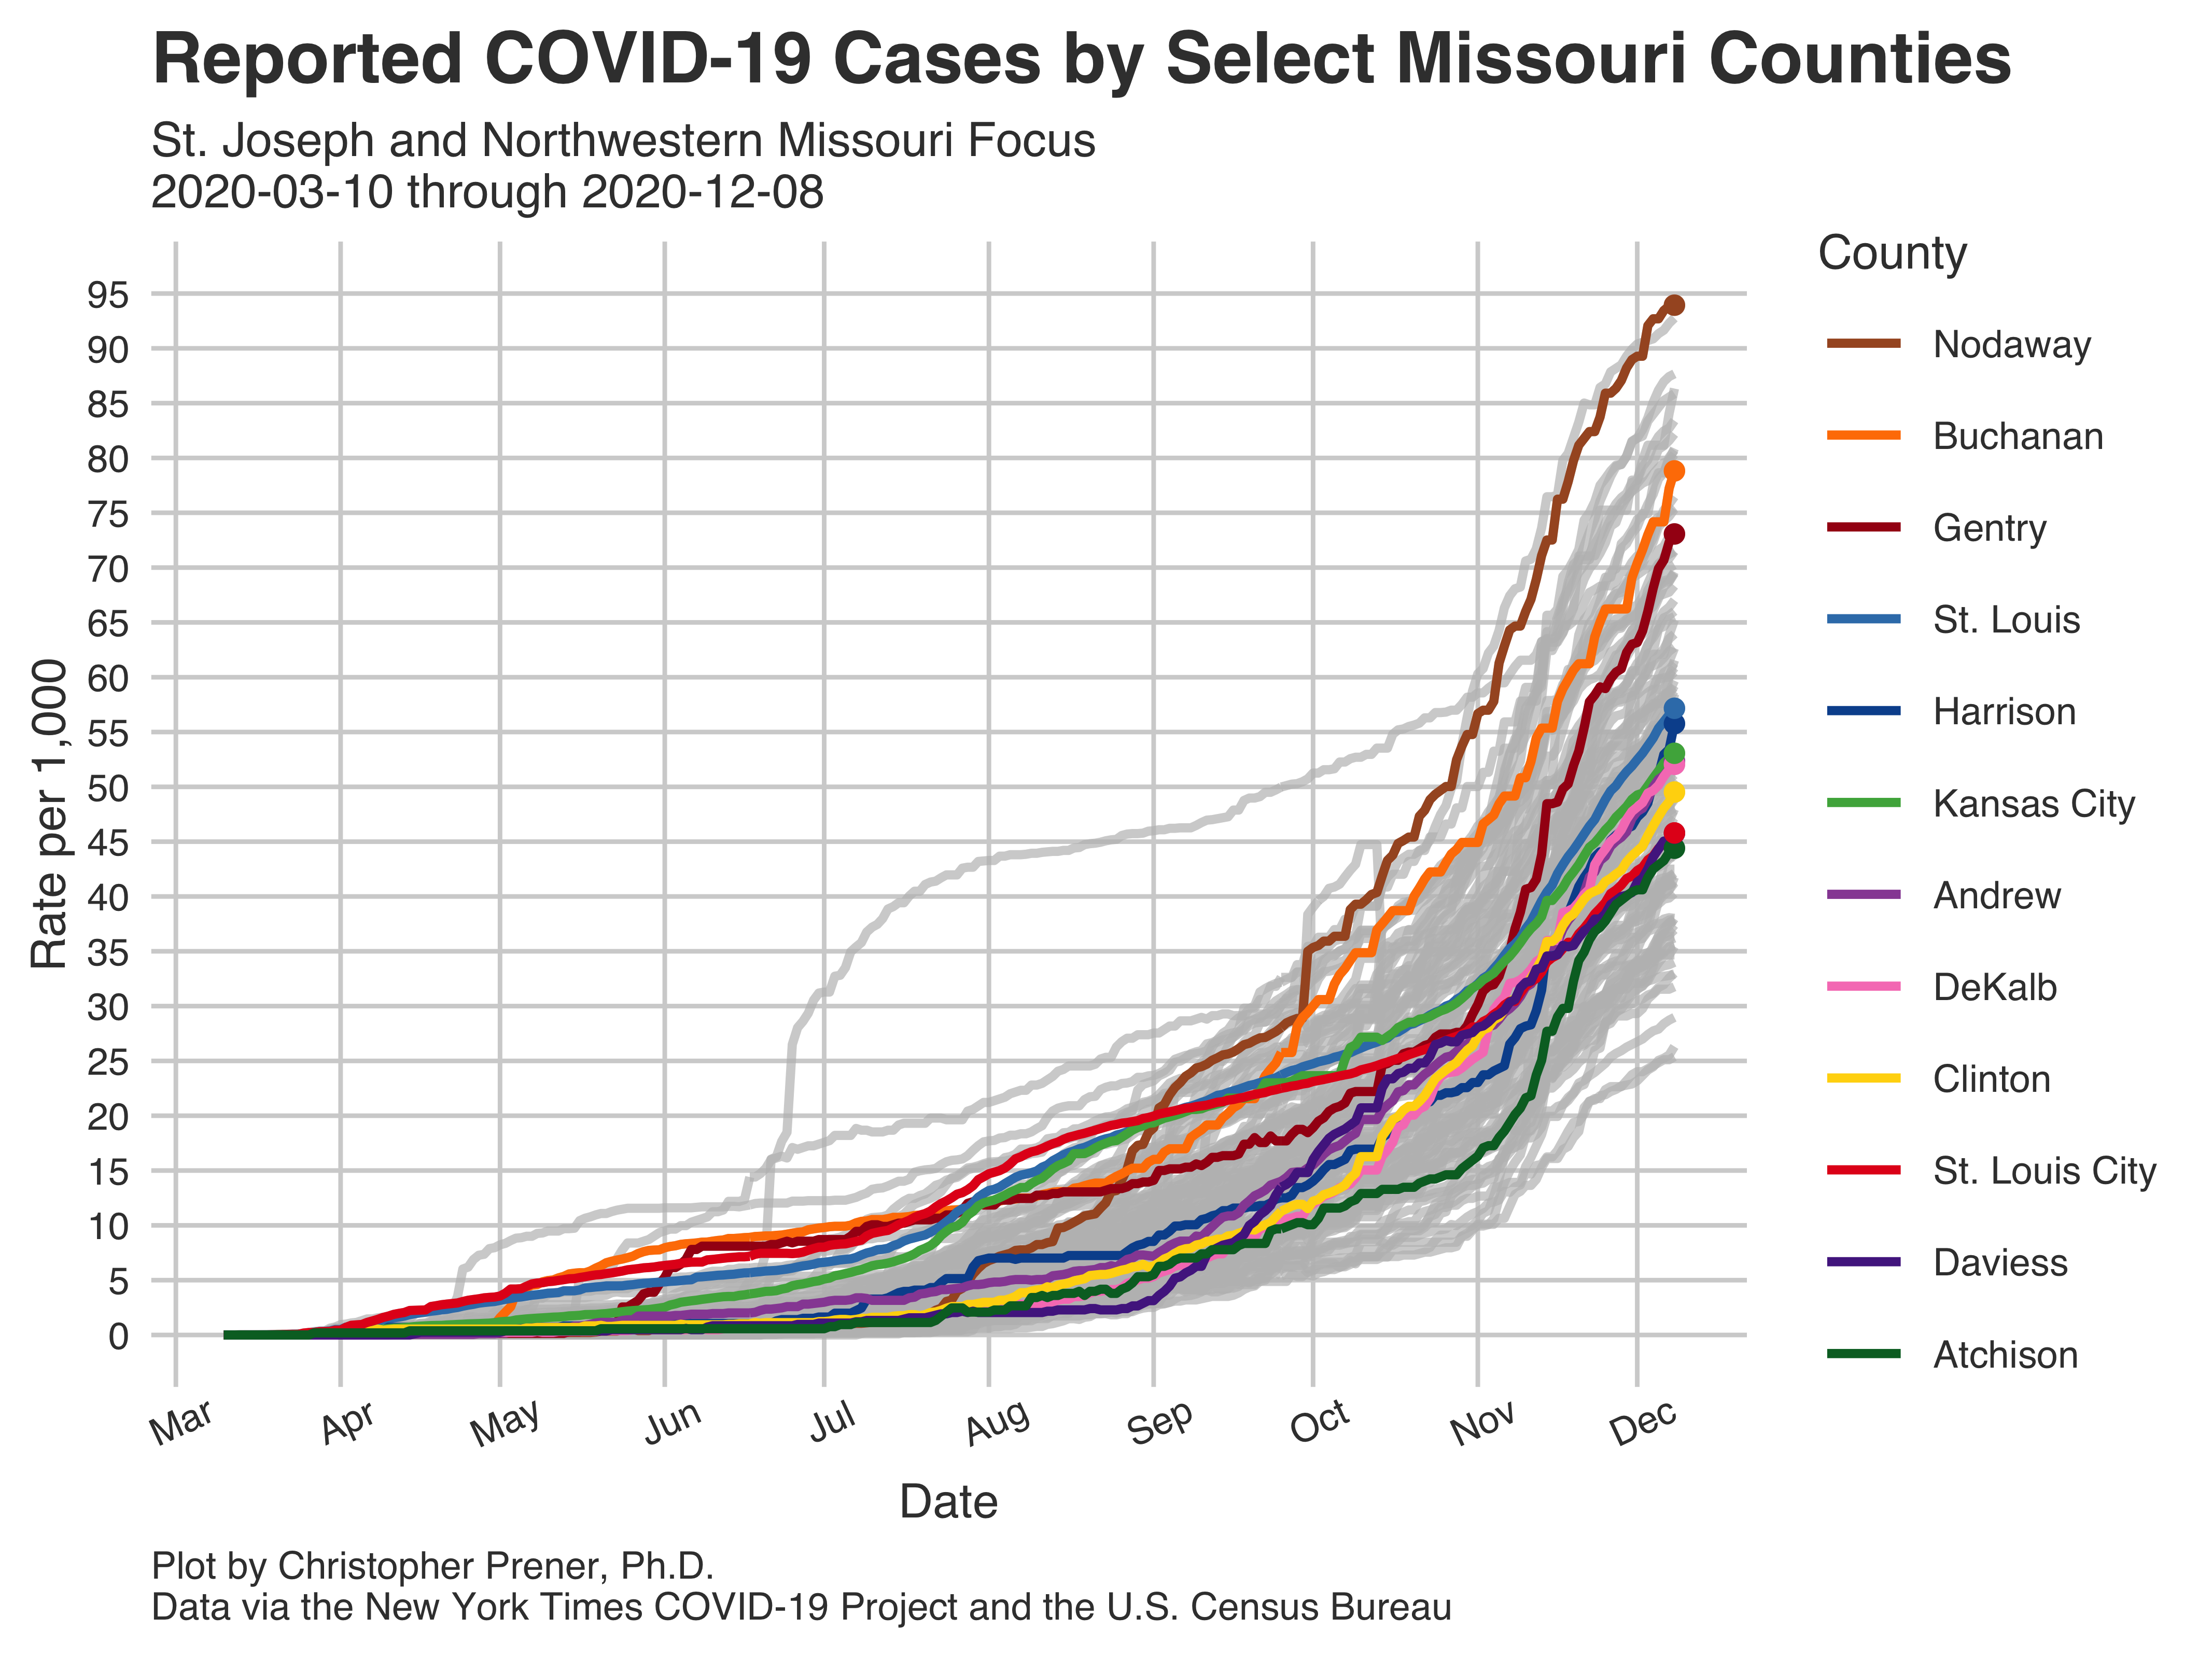 Reported COVID-19 Cases by Select Missouri Counties
St. Joseph and Northwestern Missouri Focus
2020-03-10 through 2020-12-08
County
Nodaway
Buchanan
Gentry
St. Louis
Harrison
Kansas City
Andrew
DeKalb
Clinton
St. Louis City
Daviess
Atchison
Rate per 1,000
95
90
85
80
75
70
65
60
55
50
45
40
35
30
25
20
15
10
5
0
Mar Apr May Jun Jul Aug Sep Oct Nov Dec
Date
Plot by Christopher Prener, Ph.D.
Data via the New York Times COVID-19 Project and the U.S. Census Bureau